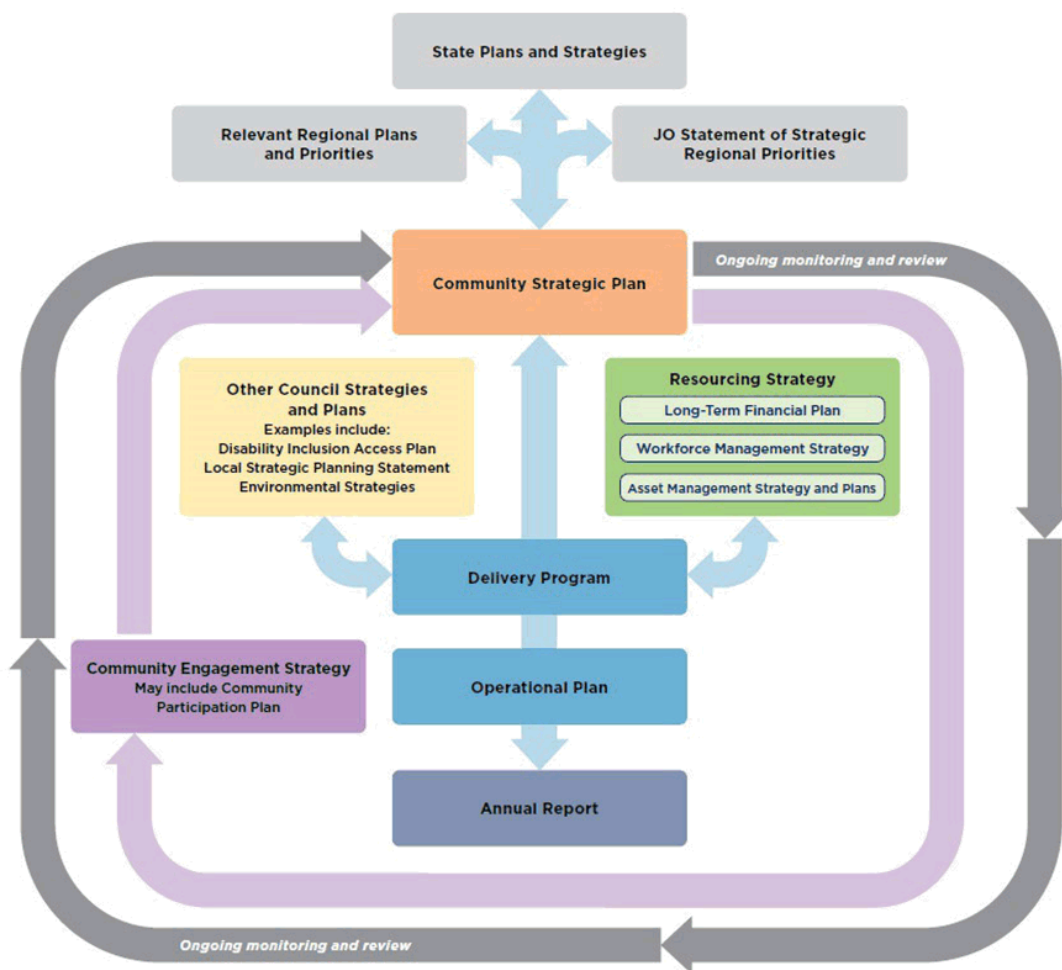 State Plans and Strategies
Relevant Regional Plans
and Priorities
JO Statement of Strategic
Regional Priorities
Community Strategic Plan
Ongoing monitoring and review
Other Council Strategies
and Plans
Examples include:
Disability Inclusion Access Plan
Local Strategic Planning Statement
Environmental Strategies
Resourcing Strategy
Long-Term Financial Plan
Workforce Management Strategy
Asset Management Strategy and Plans
Delivery Program
Community Engagement Strategy
May include Community
Participation Plan
Operational Plan
Annual Report
Ongoing monitoring and review